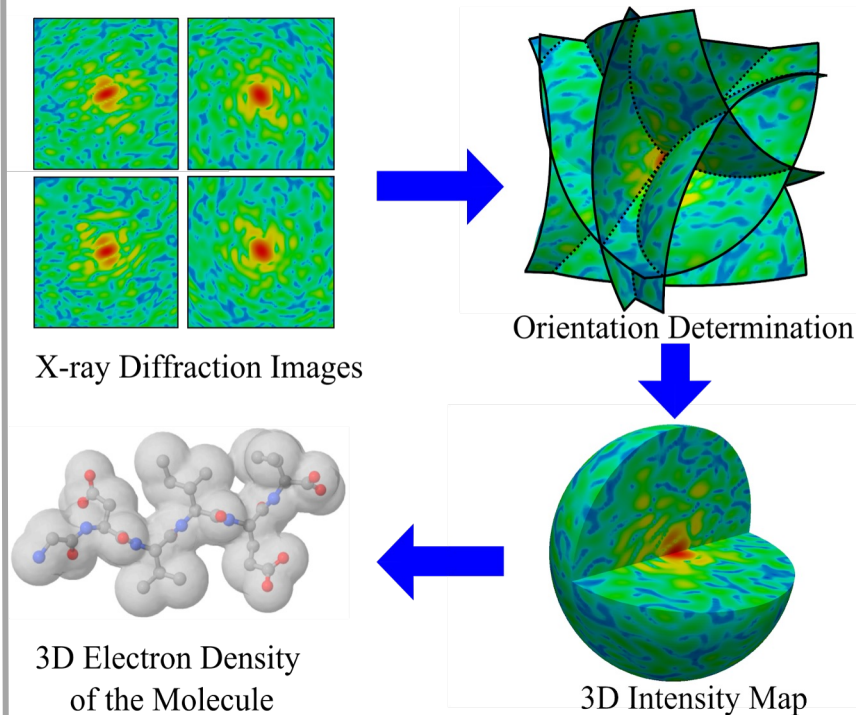 X-ray Diffraction Images
Orientation Determination
3D Intensity Map
3D Electron Density
of the Molecule